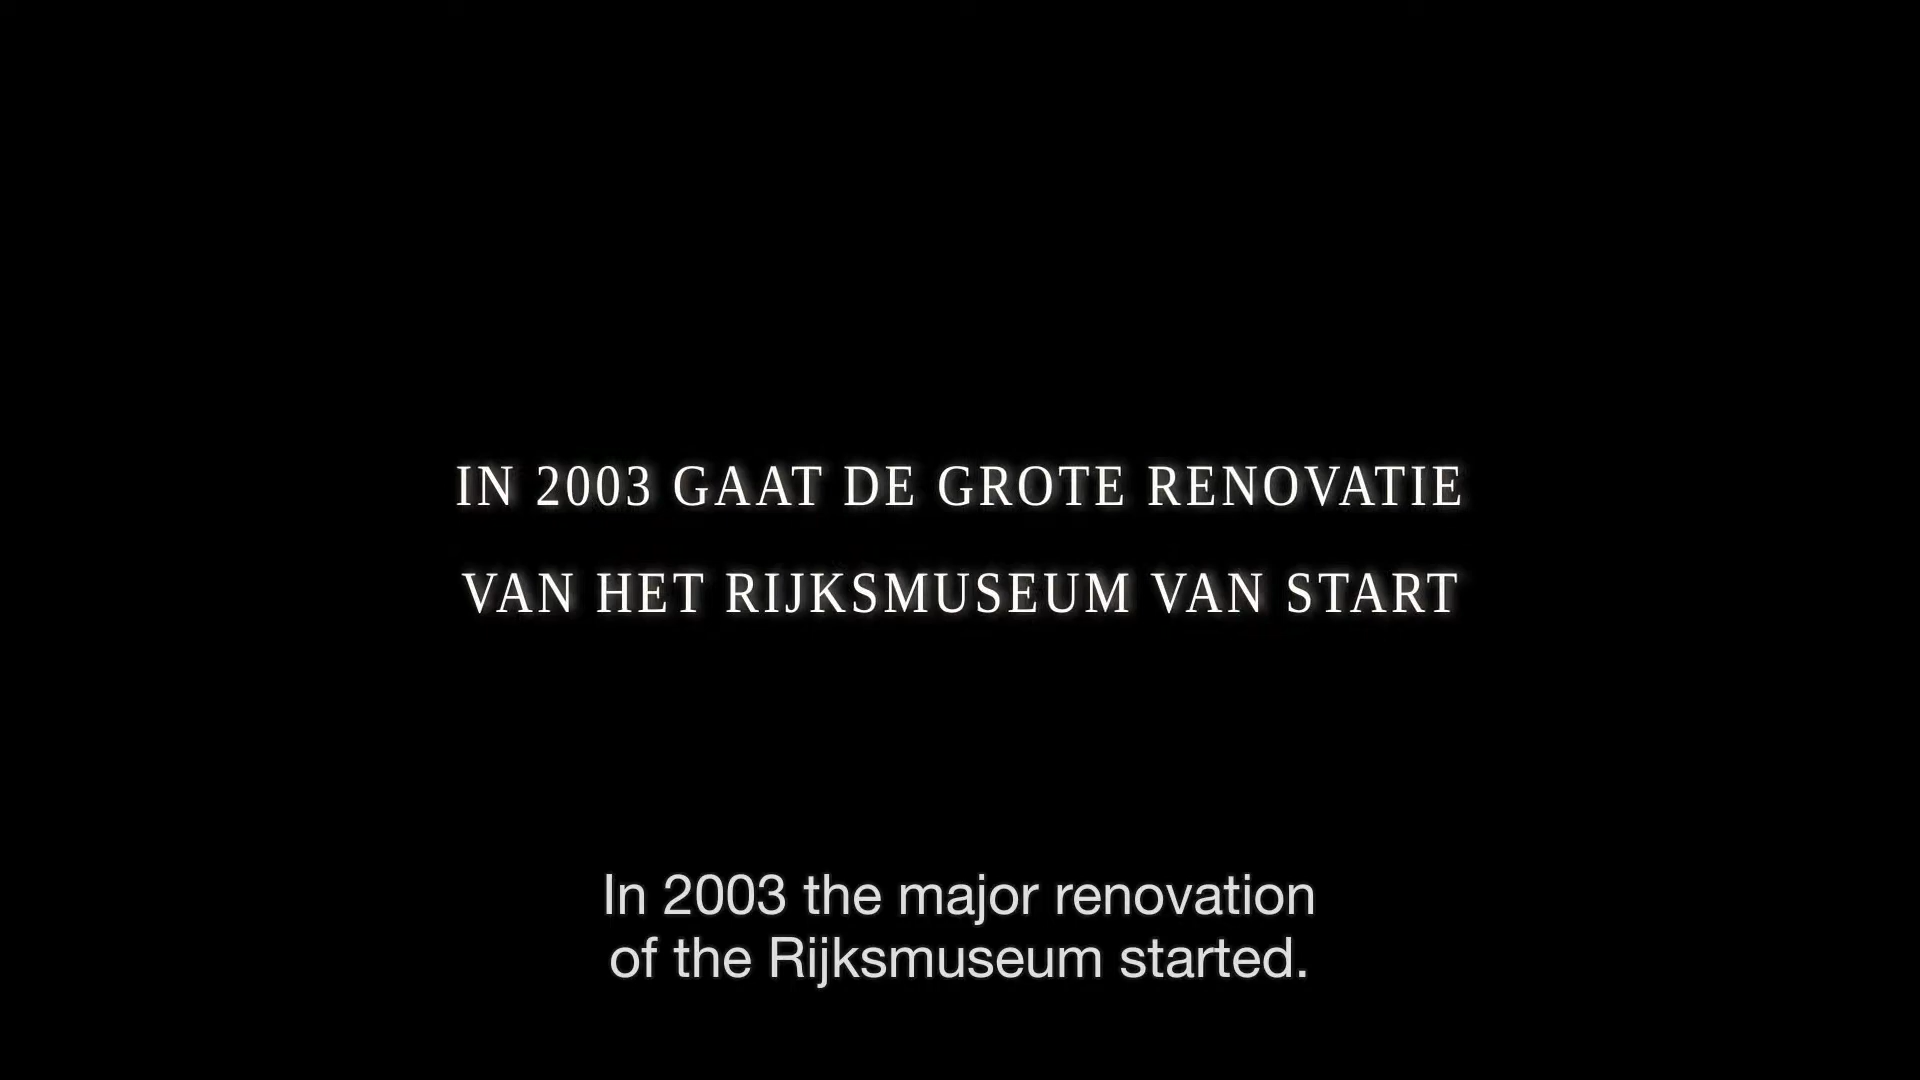 IN 2003 GAAT DE GROTE RENOVATIE
VAN HET RIJKSMUSEUM VAN START
In 2003 the major renovation
of the Rijksmuseum started.